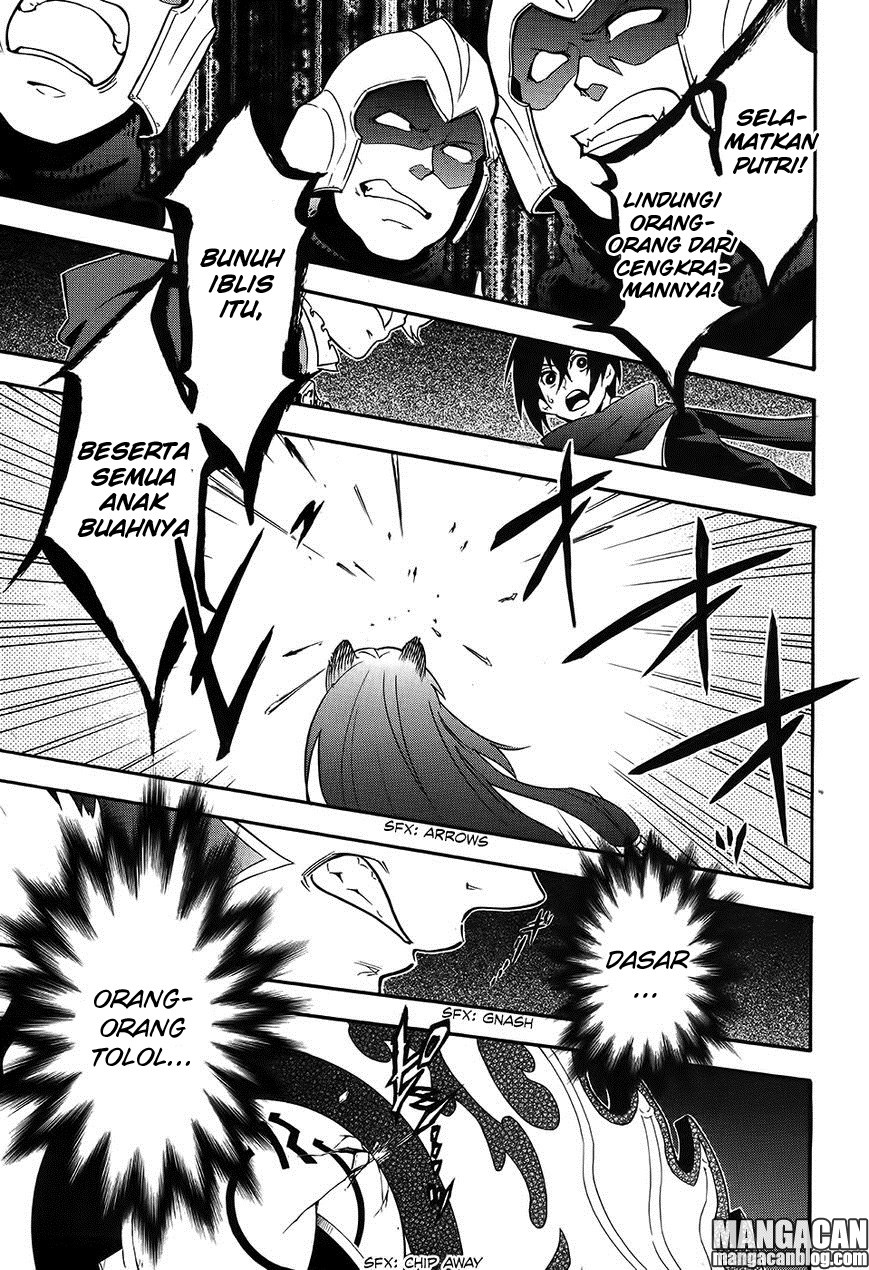 SELA-
MATKAN
PUTRI!
LINDUNGI
ORANG-
ORANG DARI
CENGKRA-
MANNYA!
BUNUH
IBLIS
ITU,
BESERTA
SEMUA
ANAK
BUAHNYA
SFX: ARROWS
DASAR
...
SFX: GNASH
ORANG-
ORANG
TOLOL...
SFX: CHIP AWAY
MANGACAN
mangacanblog.com